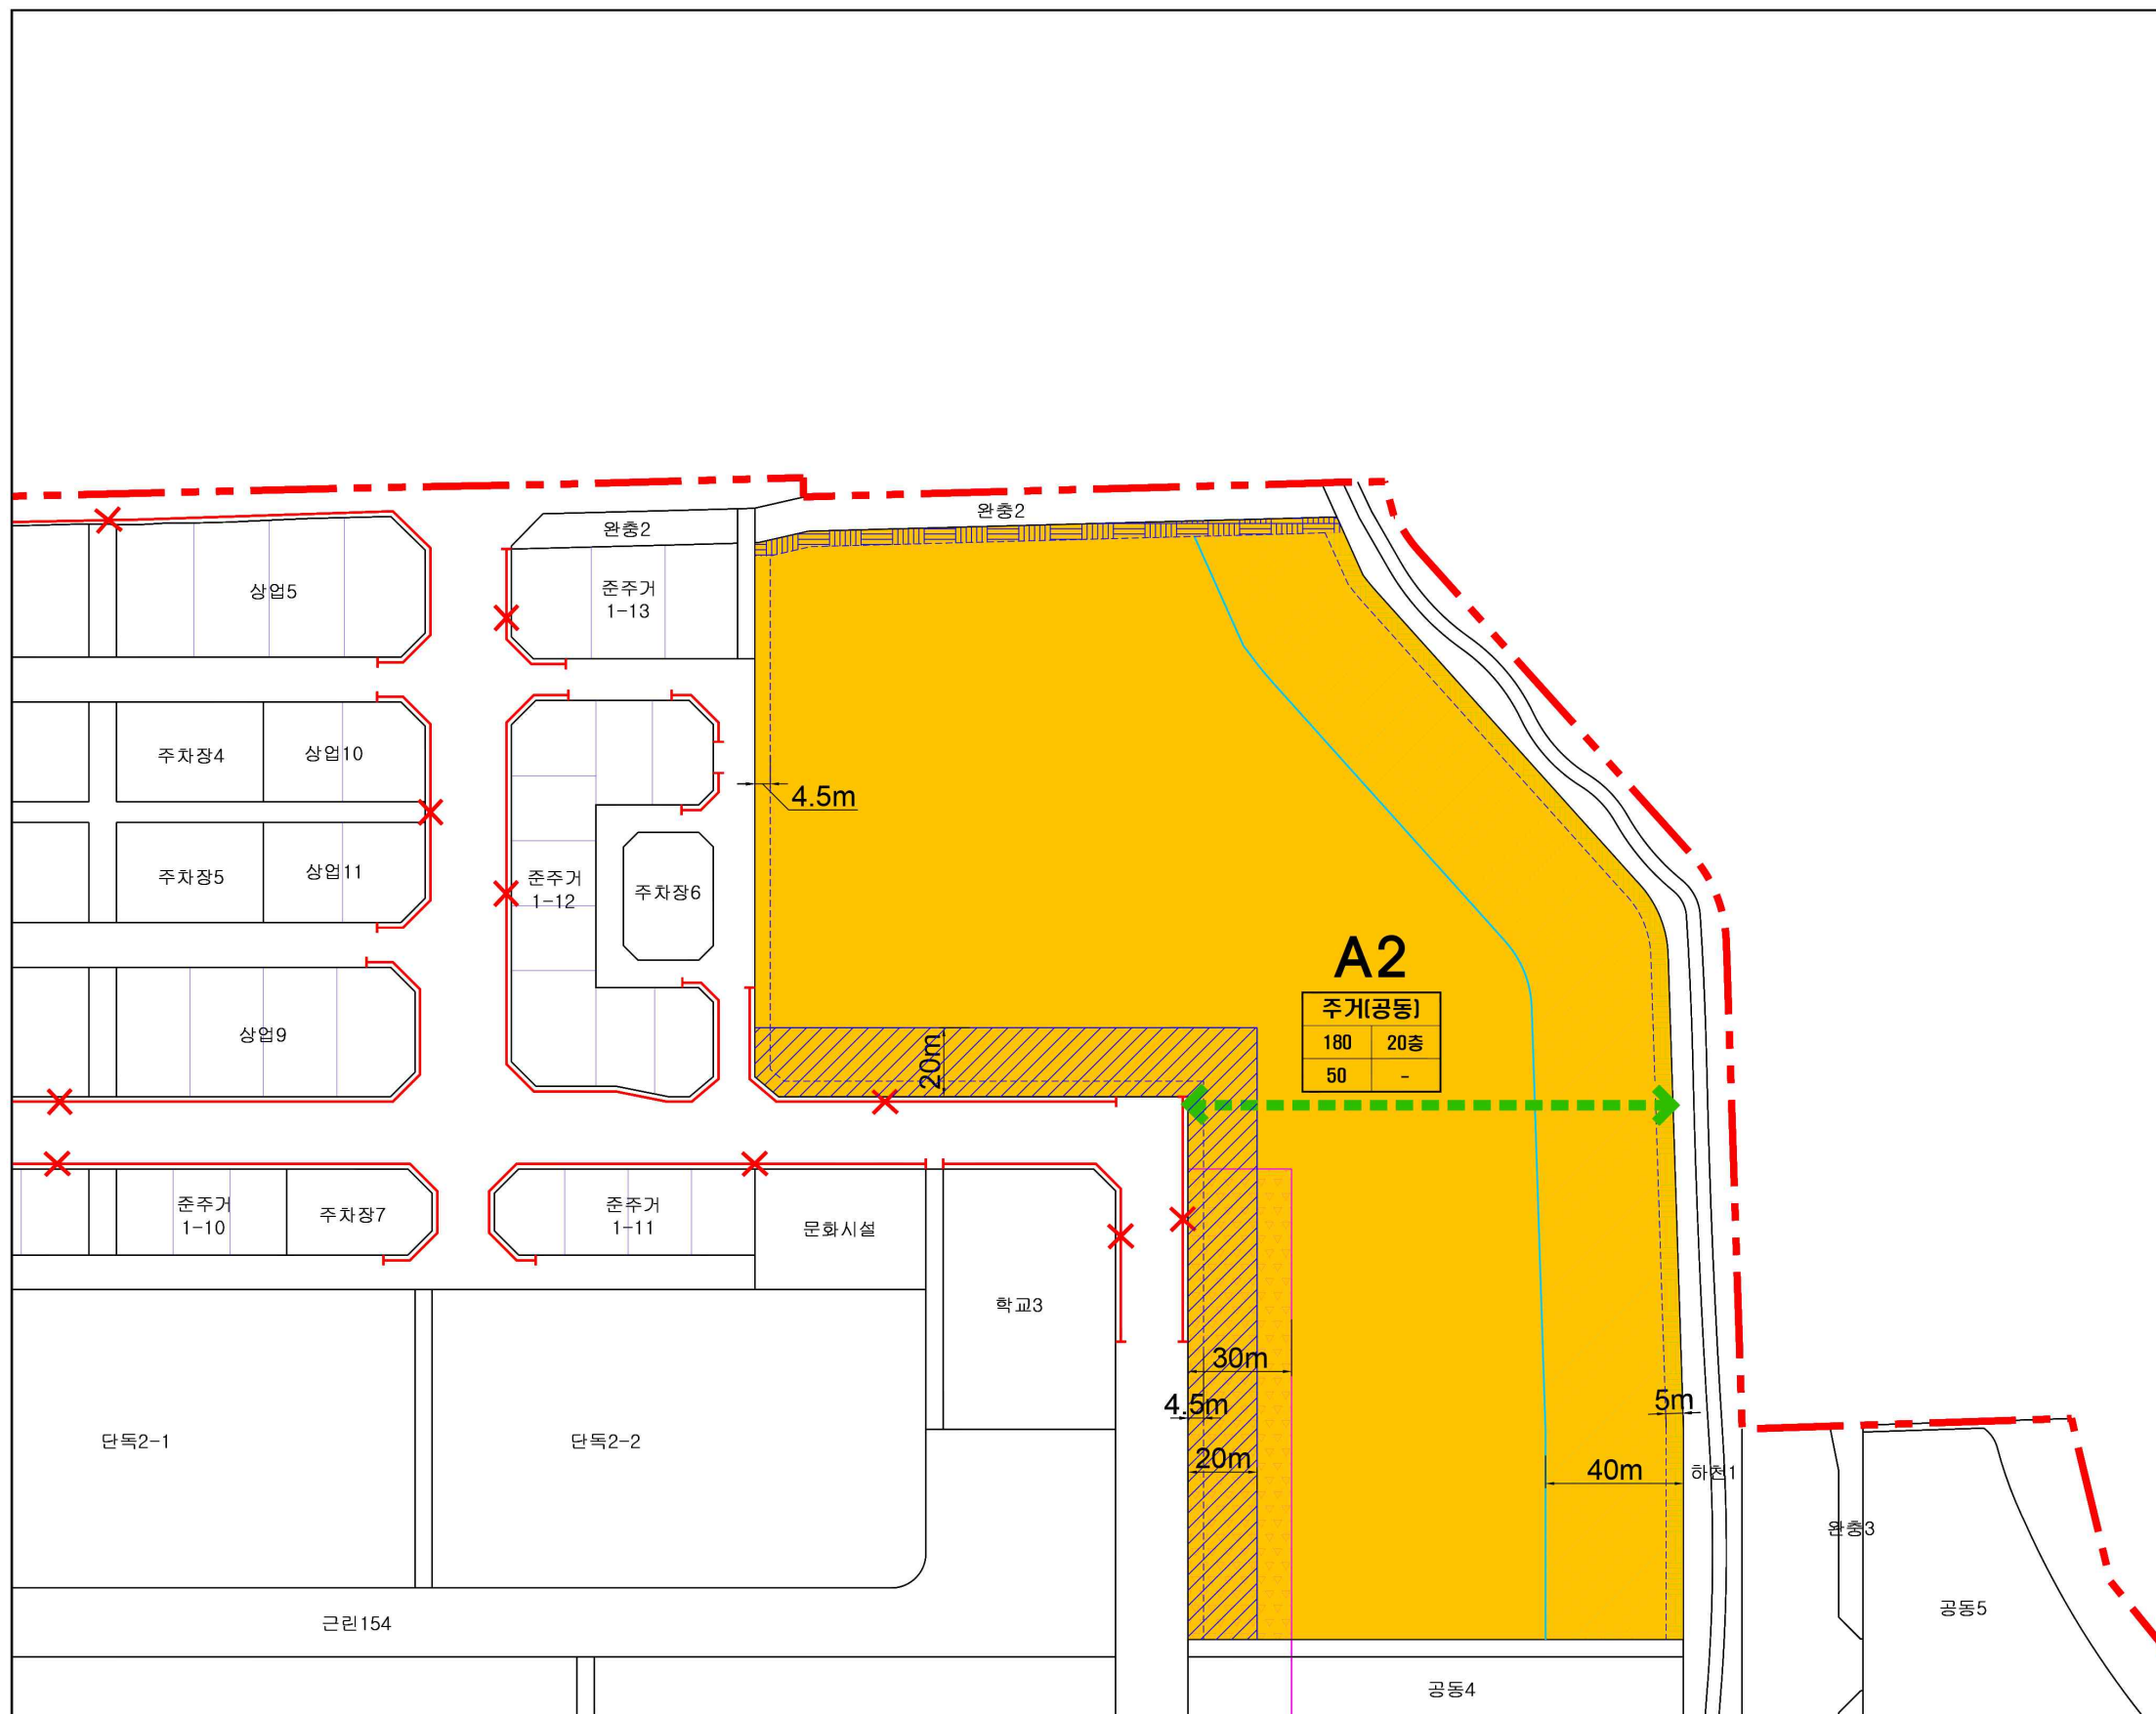 완충2
완충2
상업5
준주거
1-13
주차장4
상업10
4.5m
주차장5
상업11
준주거
1-12
주차장6
A2
주거(공동)
180 20층
50 -
상업9
20m
준주거
1-10
주차장7
준주거
1-11
문화시설
학교3
30m
4.5m
5m
단독2-1
단독2-2
20m
40m
하천1
완충3
공동5
근린154
공동4